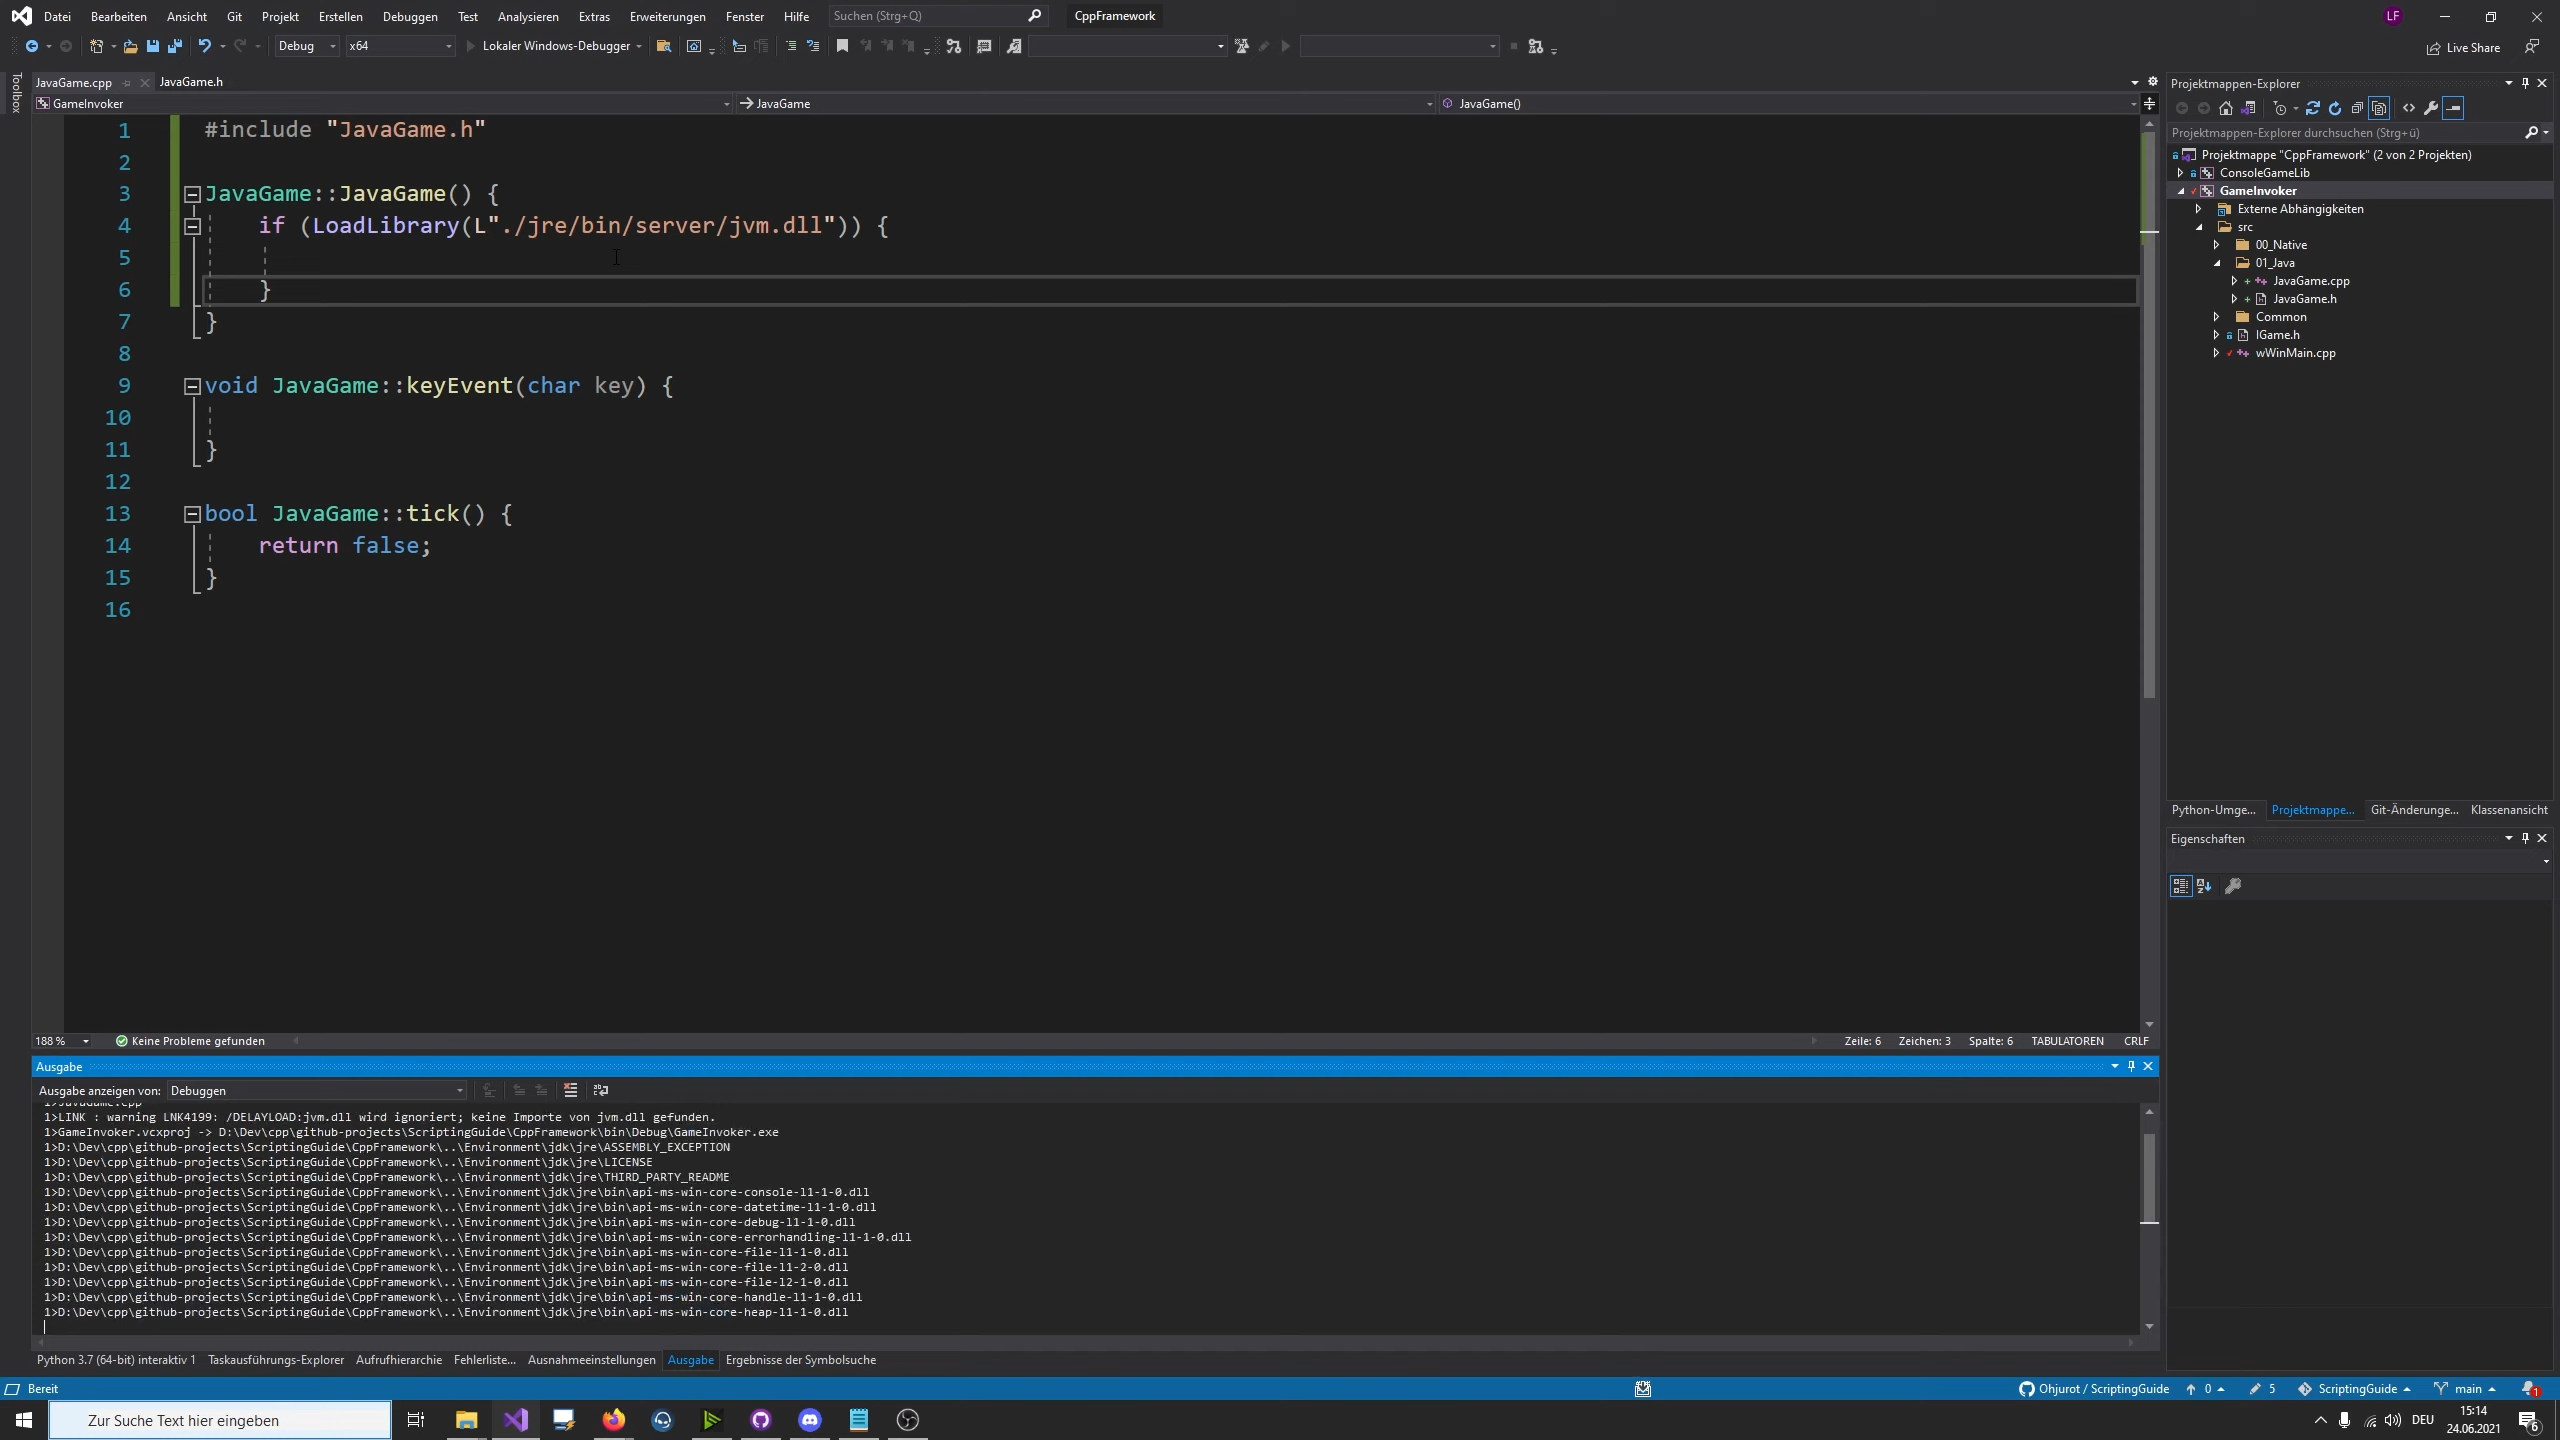 Datei Bearbeiten Ansicht Git Projekt Erstellen Debuggen Test Analysieren Extras Erweiterungen Fenster Hilfe Suchen (Strg+Q) CppFramework LF
Debug x64 Lokaler Windows-Debugger Live Share
Toolbox
JavaGame.cpp JavaGame.h
GameInvoker JavaGame JavaGame()
1 #include "JavaGame.h"
2
3 JavaGame::JavaGame() {
4 if (LoadLibrary(L"./jre/bin/server/jvm.dll")) {
5
6 }
7 }
8
9 void JavaGame::keyEvent(char key) {
10
11 }
12
13 bool JavaGame::tick() {
14 return false;
15 }
16
188 % Keine Probleme gefunden Zeile: 6 Zeichen: 3 Spalte: 6 TABULATOREN CRLF
Projektmappen-Explorer
Projektmappen-Explorer durchsuchen (Strg+ü)
Projektmappe "CppFramework" (2 von 2 Projekten)
ConsoleGameLib
GameInvoker
Externe Abhängigkeiten
src
00_Native
01_Java
JavaGame.cpp
JavaGame.h
Common
IGame.h
wWinMain.cpp
Python-Umge... Projektmappe... Git-Änderunge... Klassenansicht
Eigenschaften
Ausgabe
Ausgabe anzeigen von: Debuggen
1>JavaGame.cpp
1>LINK : warning LNK4199: /DELAYLOAD:jvm.dll wird ignoriert; keine Importe von jvm.dll gefunden.
1>GameInvoker.vcxproj -> D:\Dev\cpp\github-projects\ScriptingGuide\CppFramework\bin\Debug\GameInvoker.exe
1>D:\Dev\cpp\github-projects\ScriptingGuide\CppFramework\..\Environment\jdk\jre\ASSEMBLY_EXCEPTION
1>D:\Dev\cpp\github-projects\ScriptingGuide\CppFramework\..\Environment\jdk\jre\LICENSE
1>D:\Dev\cpp\github-projects\ScriptingGuide\CppFramework\..\Environment\jdk\jre\THIRD_PARTY_README
1>D:\Dev\cpp\github-projects\ScriptingGuide\CppFramework\..\Environment\jdk\jre\bin\api-ms-win-core-console-l1-1-0.dll
1>D:\Dev\cpp\github-projects\ScriptingGuide\CppFramework\..\Environment\jdk\jre\bin\api-ms-win-core-datetime-l1-1-0.dll
1>D:\Dev\cpp\github-projects\ScriptingGuide\CppFramework\..\Environment\jdk\jre\bin\api-ms-win-core-debug-l1-1-0.dll
1>D:\Dev\cpp\github-projects\ScriptingGuide\CppFramework\..\Environment\jdk\jre\bin\api-ms-win-core-errorhandling-l1-1-0.dll
1>D:\Dev\cpp\github-projects\ScriptingGuide\CppFramework\..\Environment\jdk\jre\bin\api-ms-win-core-file-l1-1-0.dll
1>D:\Dev\cpp\github-projects\ScriptingGuide\CppFramework\..\Environment\jdk\jre\bin\api-ms-win-core-file-l1-2-0.dll
1>D:\Dev\cpp\github-projects\ScriptingGuide\CppFramework\..\Environment\jdk\jre\bin\api-ms-win-core-file-l2-1-0.dll
1>D:\Dev\cpp\github-projects\ScriptingGuide\CppFramework\..\Environment\jdk\jre\bin\api-ms-win-core-handle-l1-1-0.dll
1>D:\Dev\cpp\github-projects\ScriptingGuide\CppFramework\..\Environment\jdk\jre\bin\api-ms-win-core-heap-l1-1-0.dll
Python 3.7 (64-bit) interaktiv 1 Taskausführungs-Explorer Aufrufhierarchie Fehlerliste... Ausnahmeeinstellungen Ausgabe Ergebnisse der Symbolsuche
Bereit Ohjurot / ScriptingGuide 0 5 ScriptingGuide main 1
Zur Suche Text hier eingeben DEU 15:14
24.06.2021 6